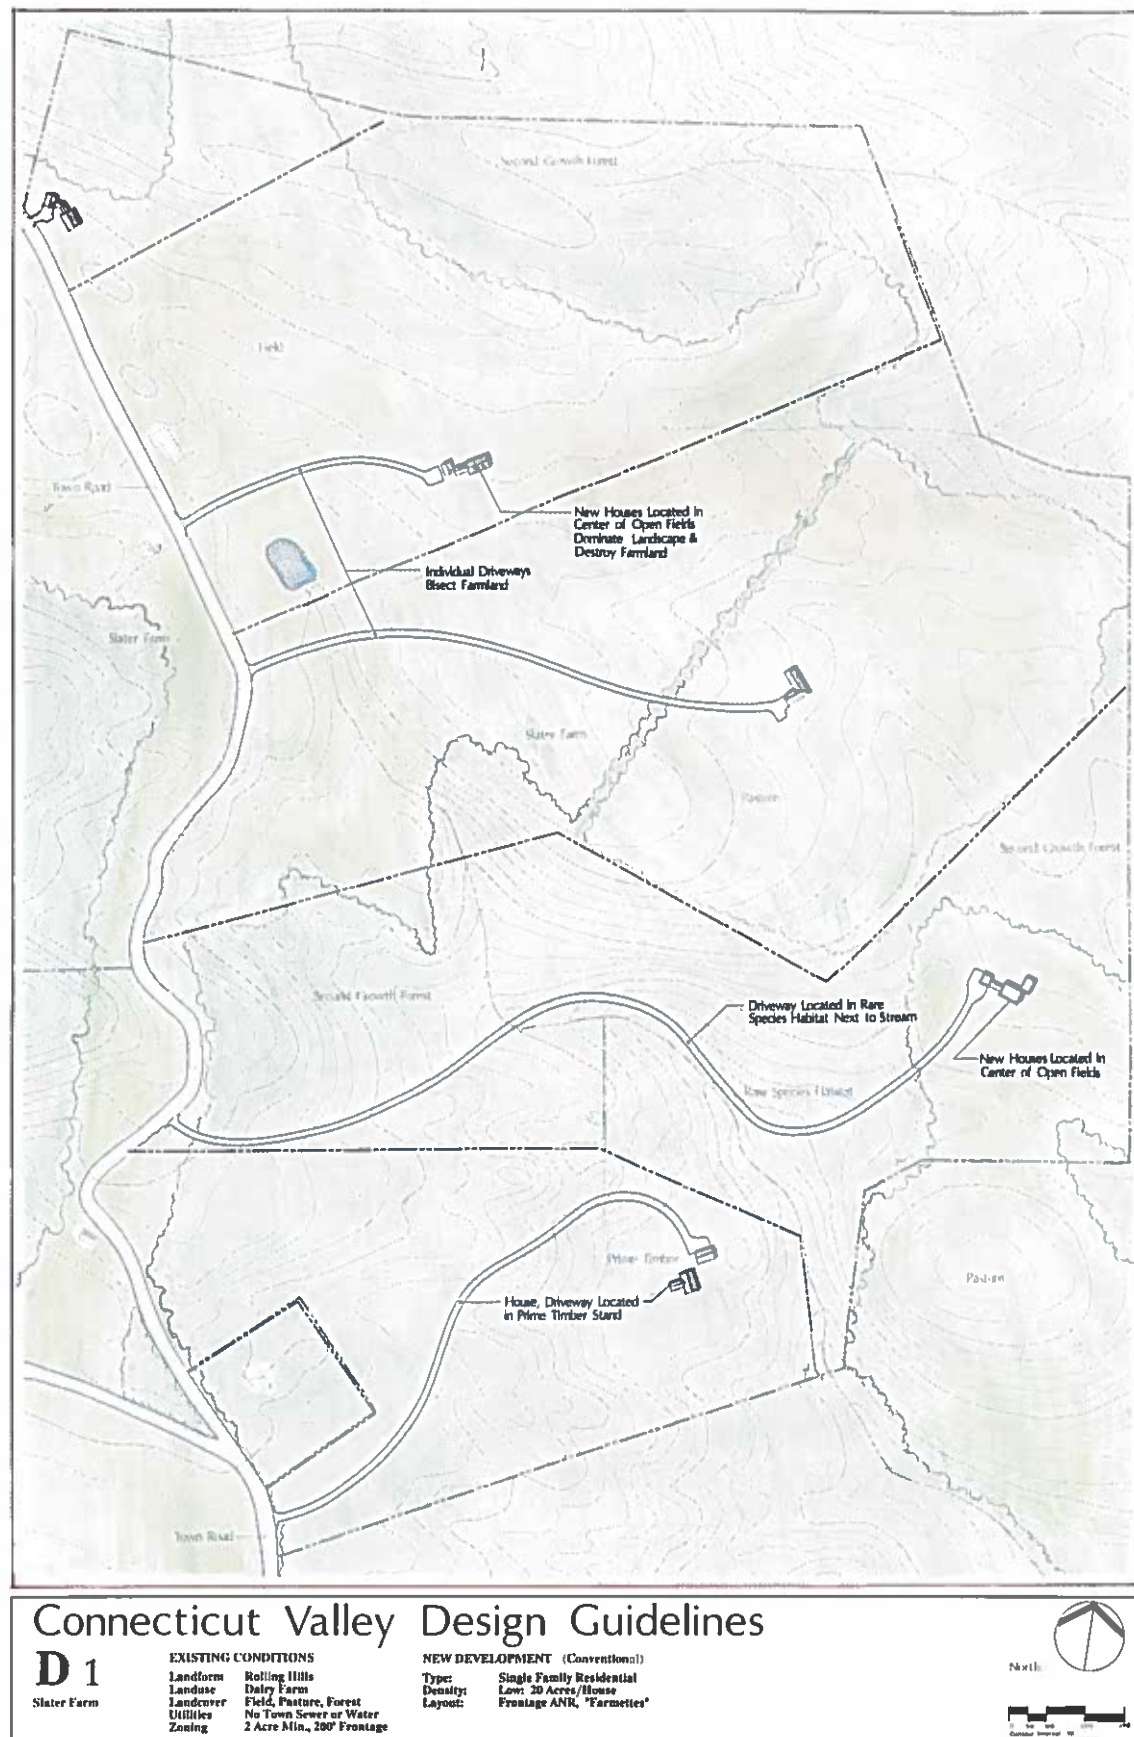 Second Growth Forest
Field
Town Road
New Houses Located in
Center of Open Fields
Dominate Landscape &
Destroy Farmland
Individual Driveways
Bisect Farmland
Slater Farm
Slater Farm
Pasture
Second Growth Forest
Second Growth Forest
Driveway Located in Rare
Species Habitat Next to Stream
New Houses Located in
Center of Open Fields
Rare Species Habitat
Prime Timber
Pasture
House, Driveway Located
in Prime Timber Stand
Town Road
Connecticut Valley Design Guidelines
D 1
Slater Farm
EXISTING CONDITIONS
Landform Rolling Hills
Landuse Dairy Farm
Landcover Field, Pasture, Forest
Utilities No Town Sewer or Water
Zoning 2 Acre Min., 200' Frontage
NEW DEVELOPMENT (Conventional)
Type: Single Family Residential
Density: Low: 20 Acres/House
Layout: Frontage ANR, "Farmettes"
North
Contour Interval 10